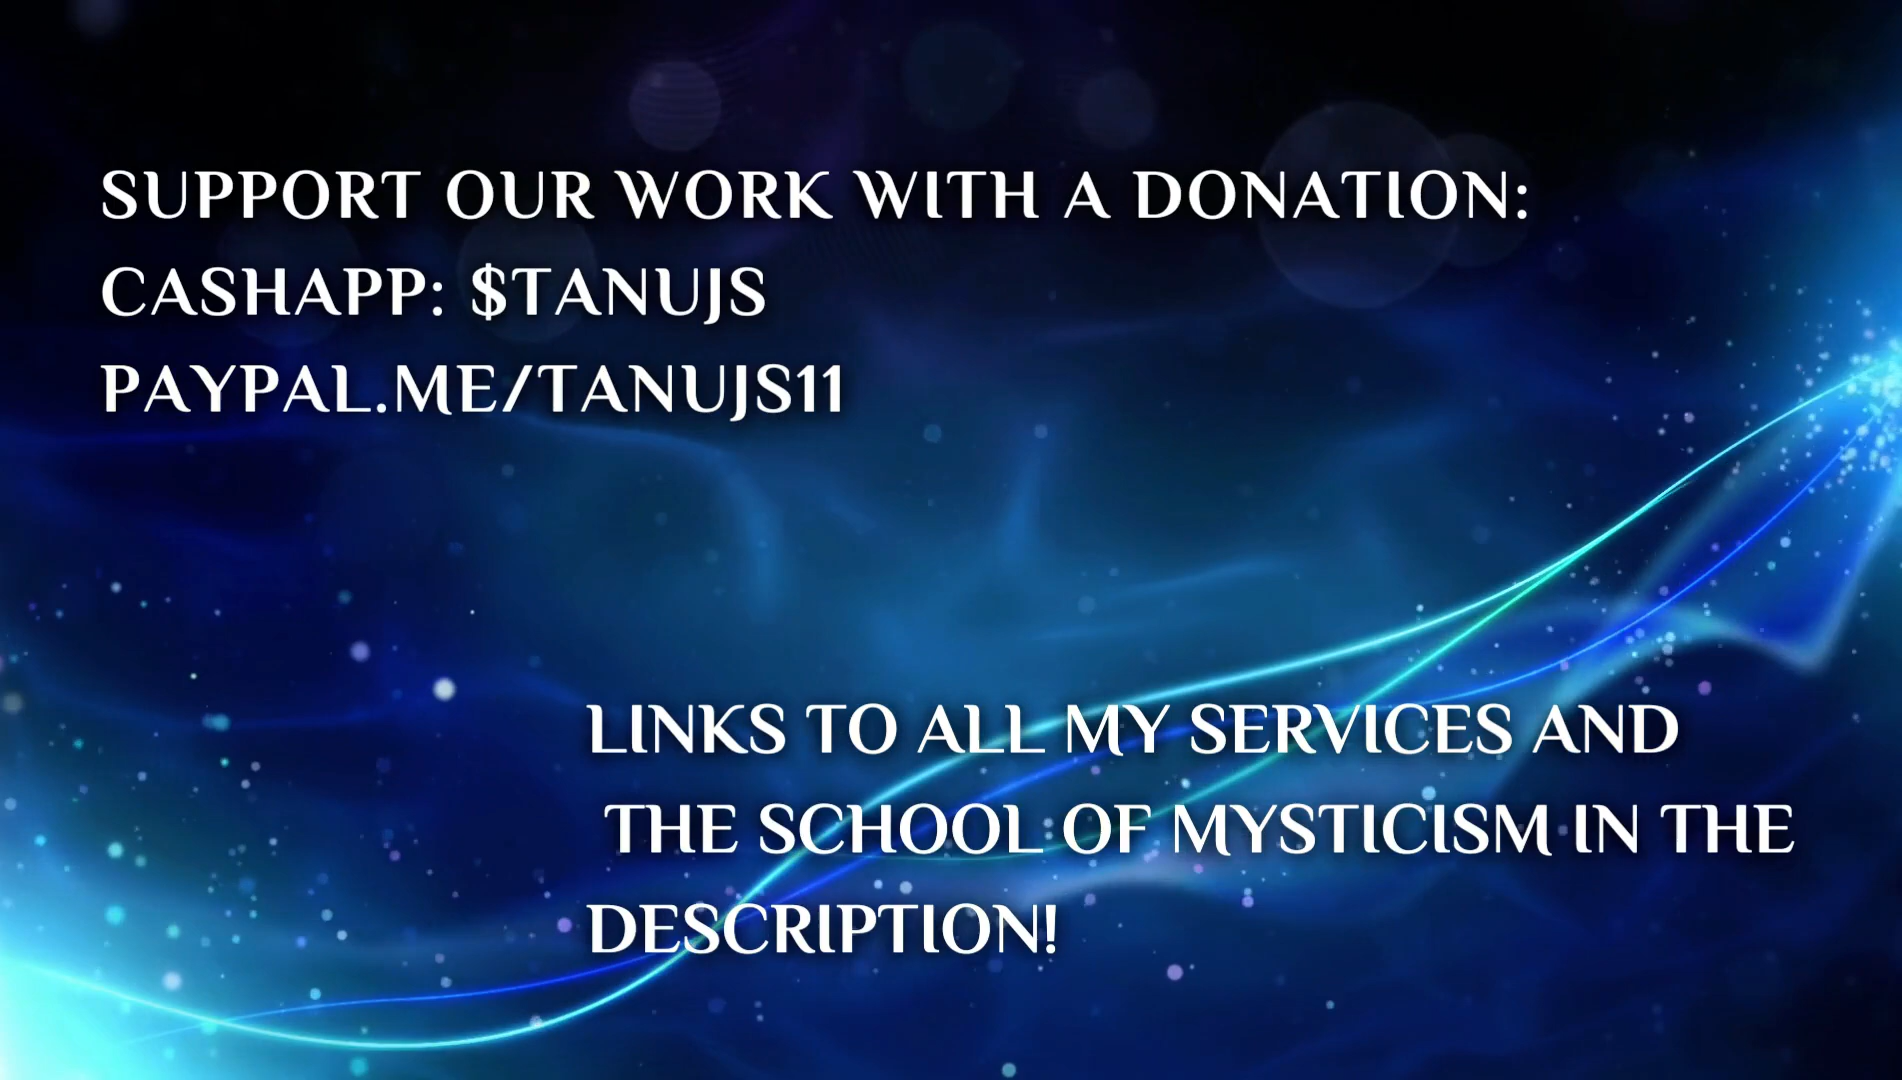 SUPPORT OUR WORK WITH A DONATION:
CASHAPP: $TANUJS
PAYPAL.ME/TANUJS11
LINKS TO ALL MY SERVICES AND
THE SCHOOL OF MYSTICISM IN THE
DESCRIPTION!